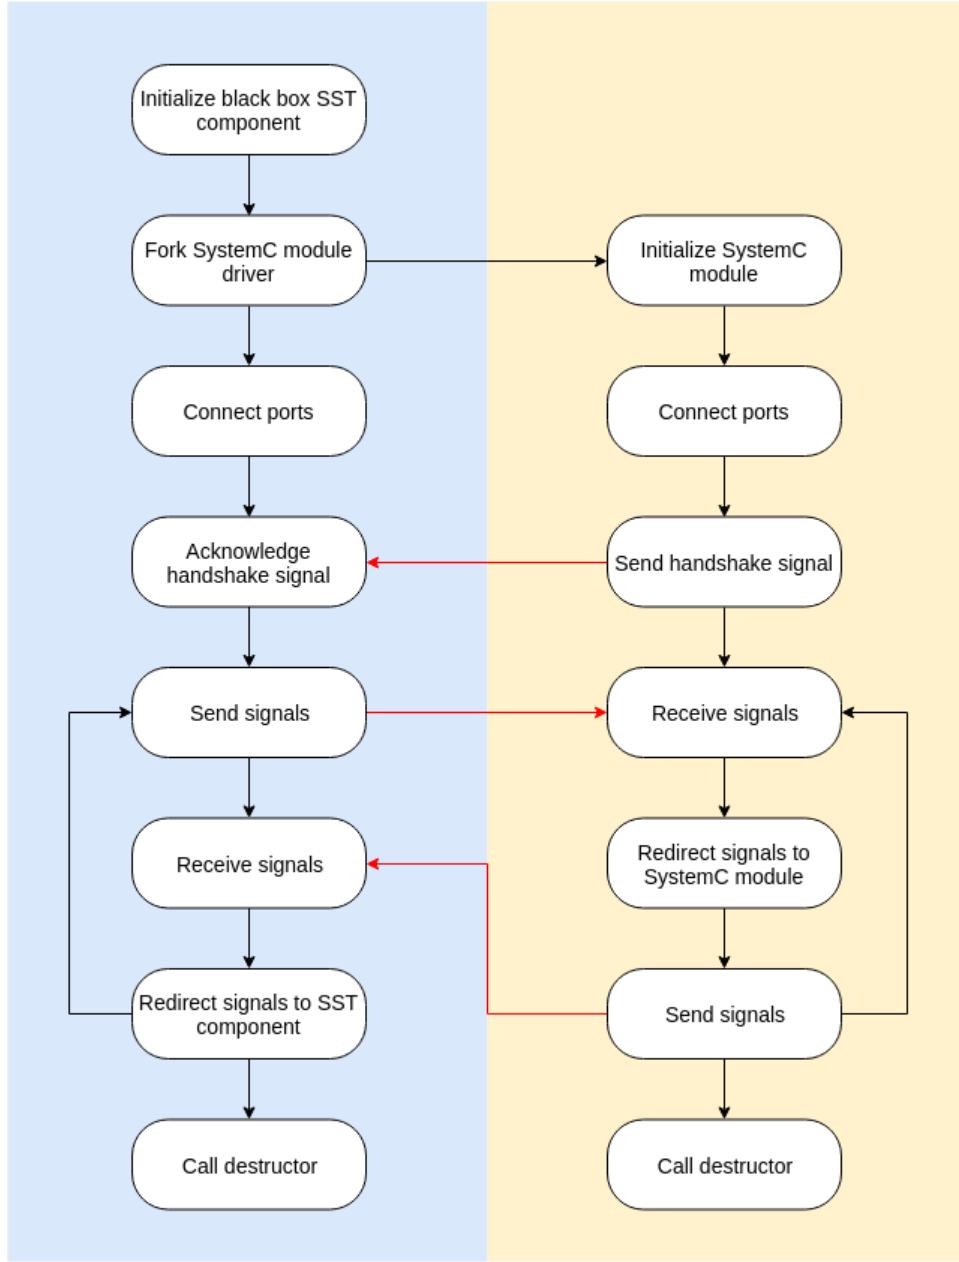 Initialize black box SST
component
Fork SystemC module
driver
Initialize SystemC
module
Connect ports
Connect ports
Acknowledge
handshake signal
Send handshake signal
Send signals
Receive signals
Receive signals
Redirect signals to
SystemC module
Redirect signals to SST
component
Send signals
Call destructor
Call destructor